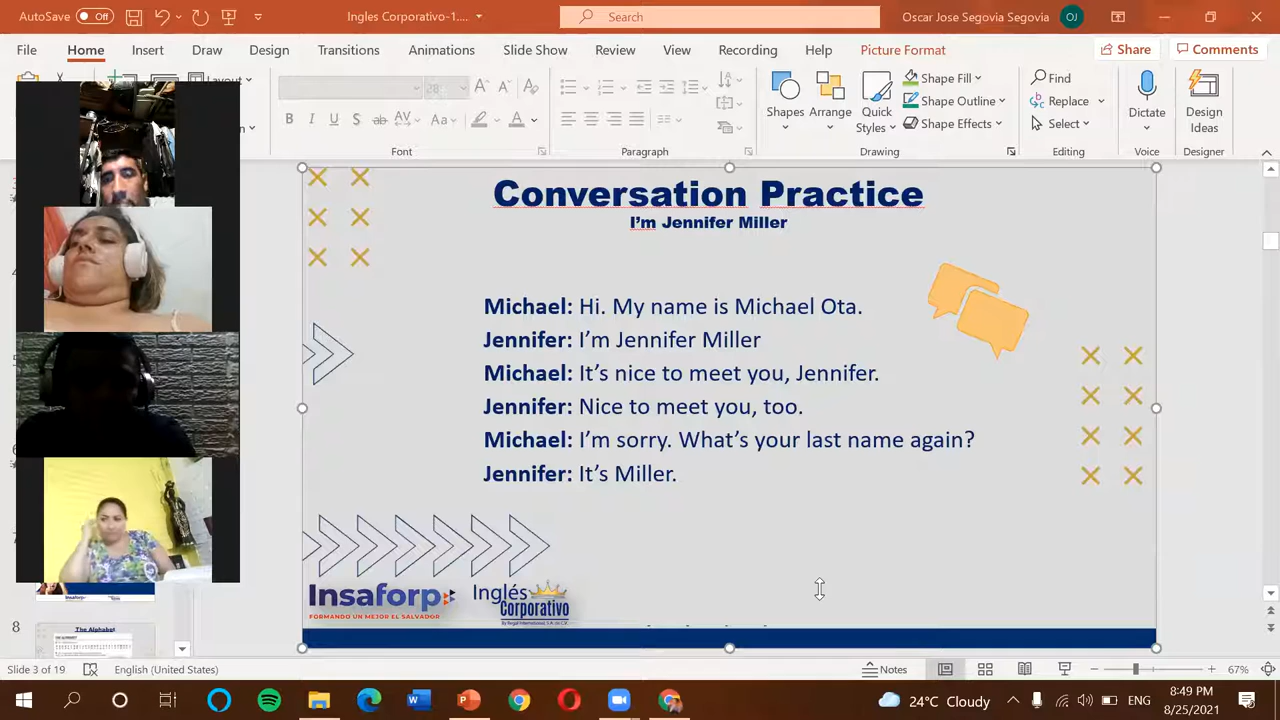 AutoSave Off Ingles Corporativo-1.... Search Oscar Jose Segovia Segovia OJ
File Home Insert Draw Design Transitions Animations Slide Show Review View Recording Help Picture Format Share Comments
Layout
Shapes Arrange Quick Styles
Shape Fill
Shape Outline
Shape Effects
Find
Replace
Select
Dictate
Design Ideas
Font Paragraph Drawing Editing Voice Designer
Conversation Practice
I'm Jennifer Miller
Michael: Hi. My name is Michael Ota.
Jennifer: I'm Jennifer Miller
Michael: It's nice to meet you, Jennifer.
Jennifer: Nice to meet you, too.
Michael: I'm sorry. What's your last name again?
Jennifer: It's Miller.
Insaforp
FORMANDO UN MEJOR EL SALVADOR
Inglés
Corporativo
8
The Alphabet
Slide 3 of 19 English (United States) Notes 67%
24°C Cloudy ENG 8:49 PM
8/25/2021